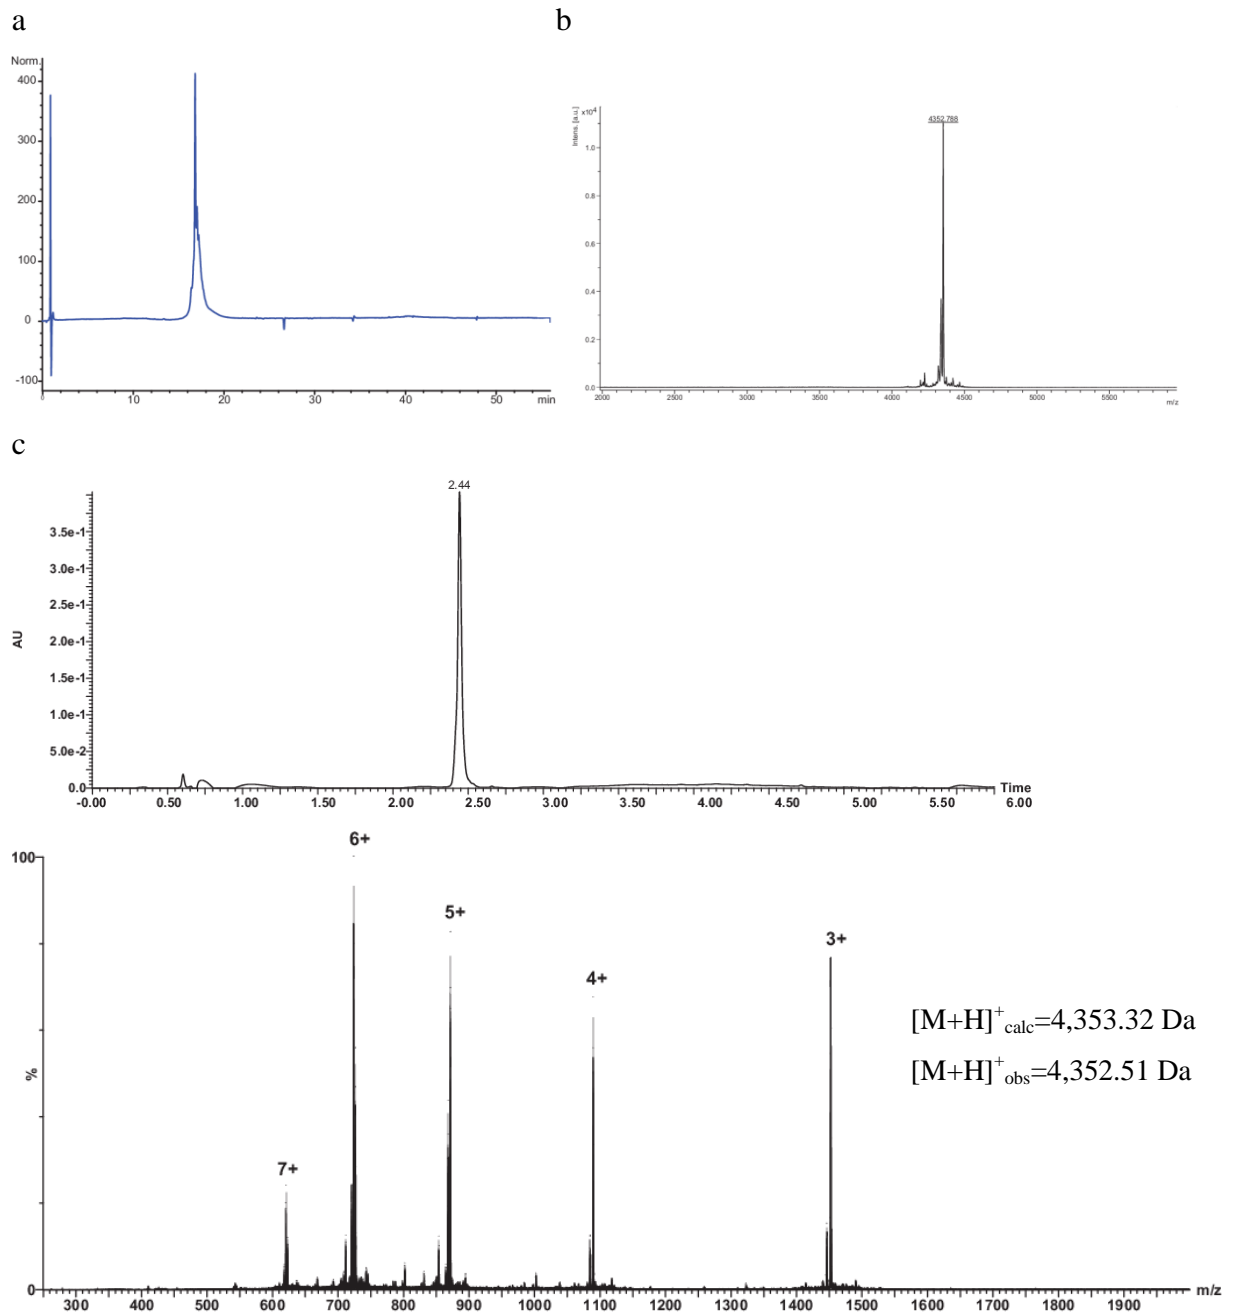 a
b
Norm.
400
300
200
100
0
-100
0 10 20 30 40 50 min
Intens. [a.u.]
x10⁴
4352.788
1.0
0.8
0.6
0.4
0.2
0.0
2000 2500 3000 3500 4000 4500 5000 5500 m/z
c
2.44
AU
3.5e-1
3.0e-1
2.5e-1
2.0e-1
1.5e-1
1.0e-1
5.0e-2
0.0
-0.00 0.50 1.00 1.50 2.00 2.50 3.00 3.50 4.00 4.50 5.00 5.50 6.00
Time
100
%
0
7+
6+
5+
4+
3+
[M+H]⁺calc=4,353.32 Da
[M+H]⁺obs=4,352.51 Da
300 400 500 600 700 800 900 1000 1100 1200 1300 1400 1500 1600 1700 1800 1900 m/z